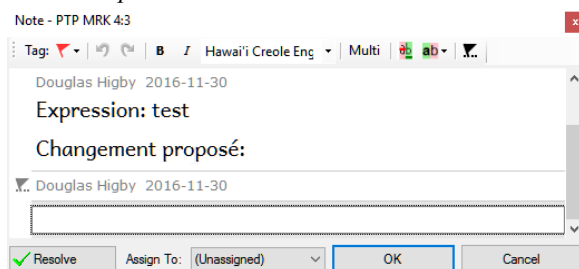 Note - PTP MRK 4:3
x
Tag: B I Hawai'i Creole Eng Multi ab ab
Douglas Higby 2016-11-30
Expression: test
Changement proposé:
Douglas Higby 2016-11-30
Resolve Assign To: (Unassigned) OK Cancel